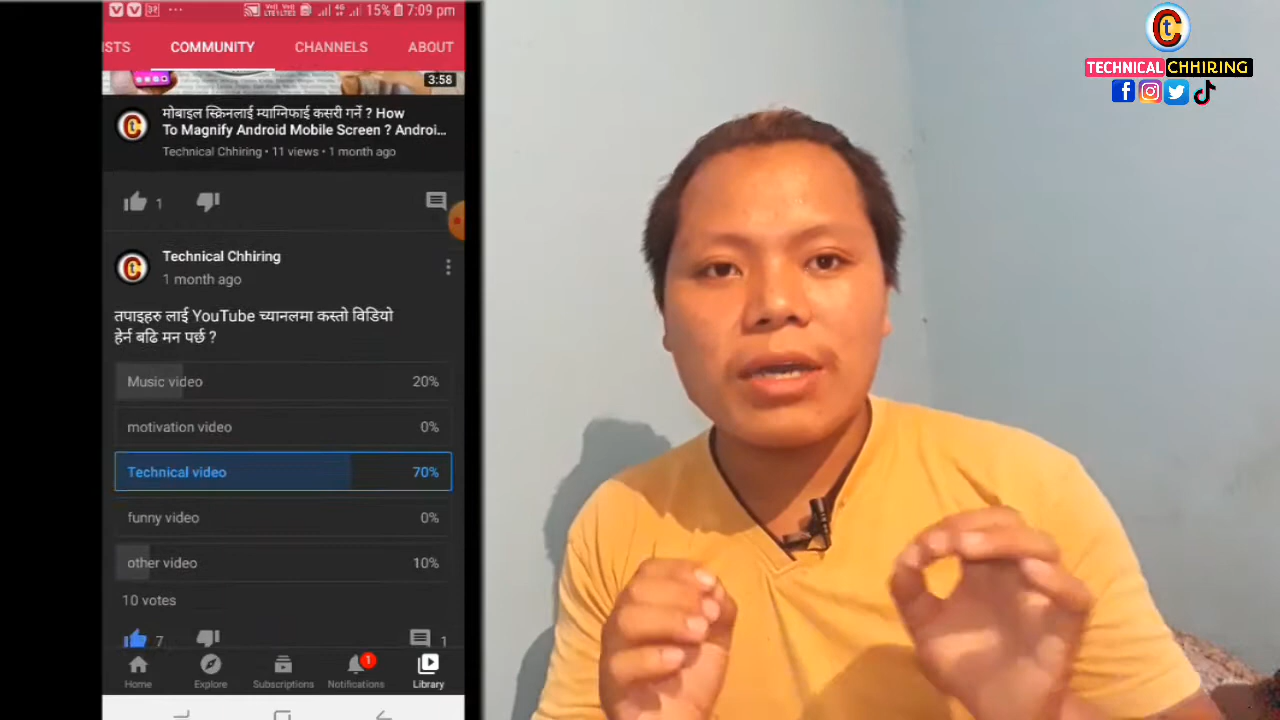 15% 7:09 pm
ISTS COMMUNITY CHANNELS ABOUT
3:58
मोबाइल स्क्रिनलाई म्याग्निफाई कसरी गर्ने ? How
To Magnify Android Mobile Screen ? Androi...
Technical Chhiring • 11 views • 1 month ago
1
Technical Chhiring
1 month ago
तपाइहरु लाई YouTube च्यानलमा कस्तो विडियो
हेर्न बढि मन पर्छ ?
Music video 20%
motivation video 0%
Technical video 70%
funny video 0%
other video 10%
10 votes
7 1
1
Home Explore Subscriptions Notifications Library
TECHNICAL CHHIRING